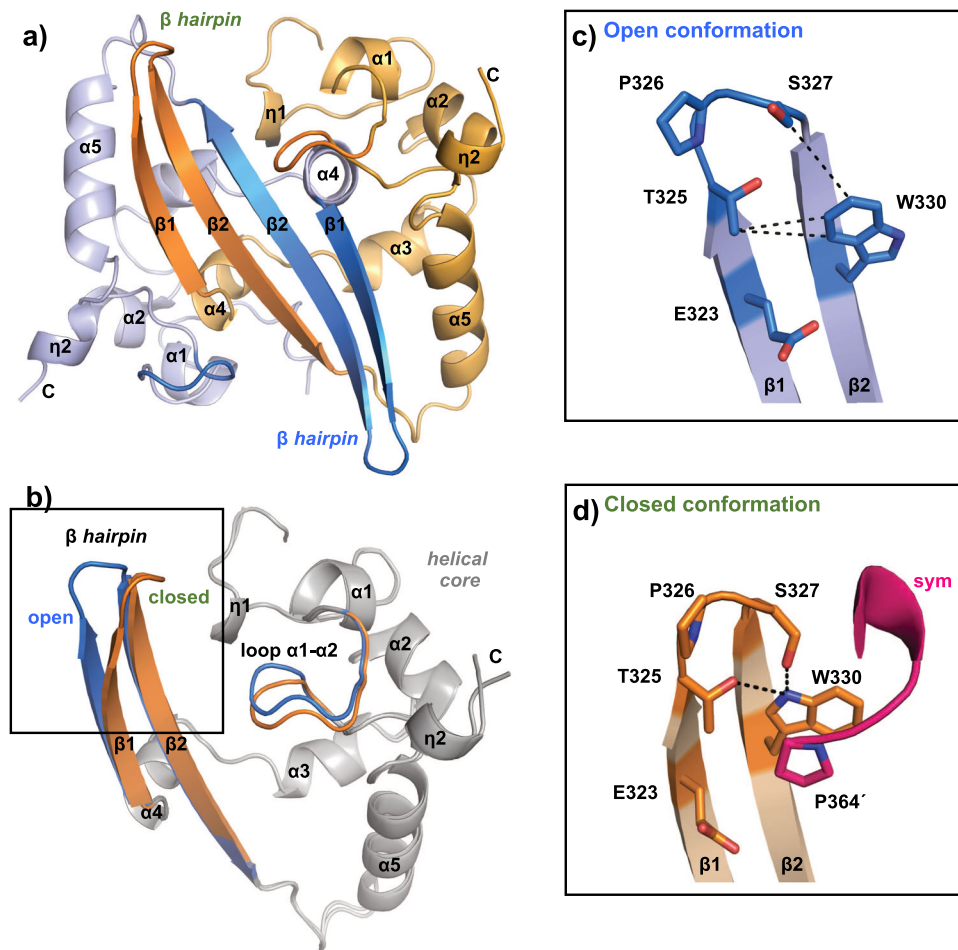 a)
β hairpin
α1
C
η1
α2
η2
α5
α4
β1
β2
β2
β1
α3
α4
α5
α2
η2
α1
C
β hairpin
b)
β hairpin
helical
core
open
closed
η1
α1
α2
C
loop α1-α2
β1
β2
η2
α3
α4
α5
c) Open conformation
P326
S327
T325
W330
E323
β1
β2
d) Closed conformation
sym
P326
S327
T325
W330
E323
P364´
β1
β2